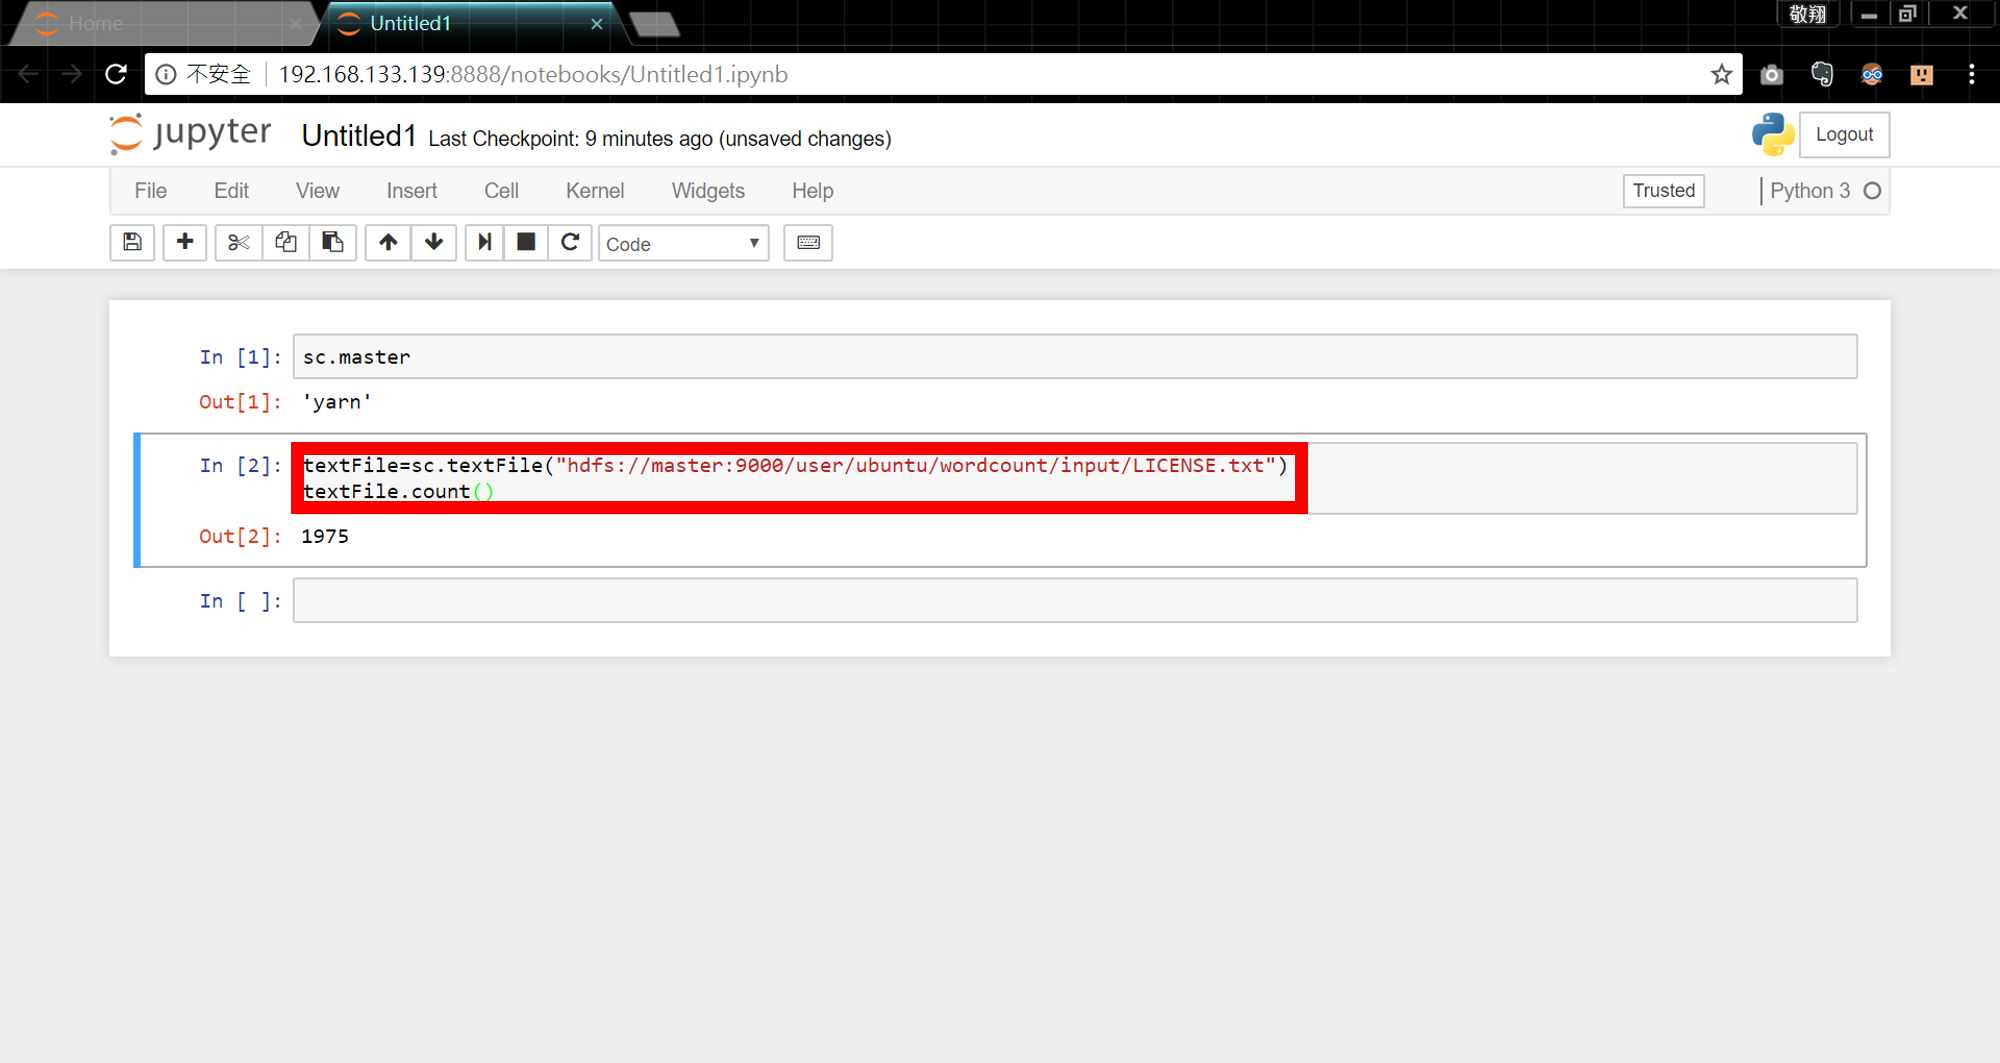 Home
Untitled1
敬翔
不安全 192.168.133.139:8888/notebooks/Untitled1.ipynb
jupyter Untitled1 Last Checkpoint: 9 minutes ago (unsaved changes)
Logout
File Edit View Insert Cell Kernel Widgets Help
Trusted
Python 3
Code
In [1]: sc.master
Out[1]: 'yarn'
In [2]: textFile=sc.textFile("hdfs://master:9000/user/ubuntu/wordcount/input/LICENSE.txt")
textFile.count()
Out[2]: 1975
In [ ]: